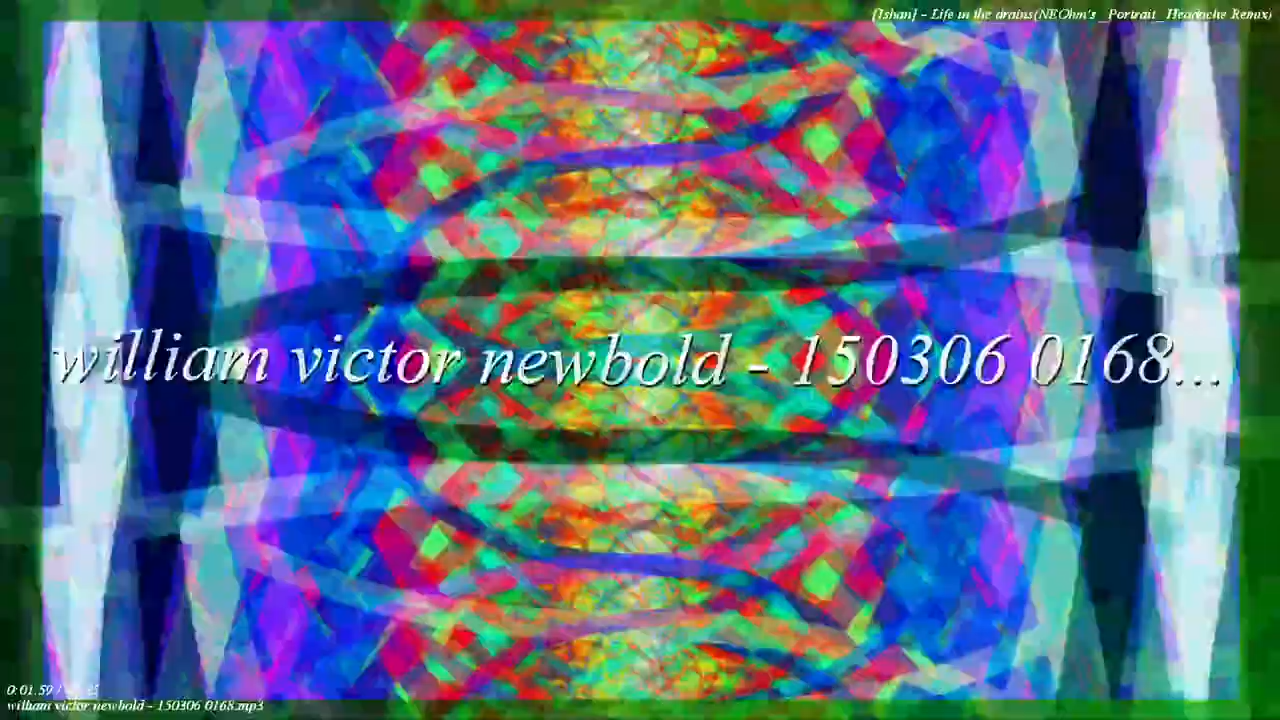 [Ishan] - Life in the drains(NEOhm's _Portrait_ Headache Remix)
william victor newbold - 150306 0168...
0:01.59 /
william victor newbold - 150306 0168.mp3